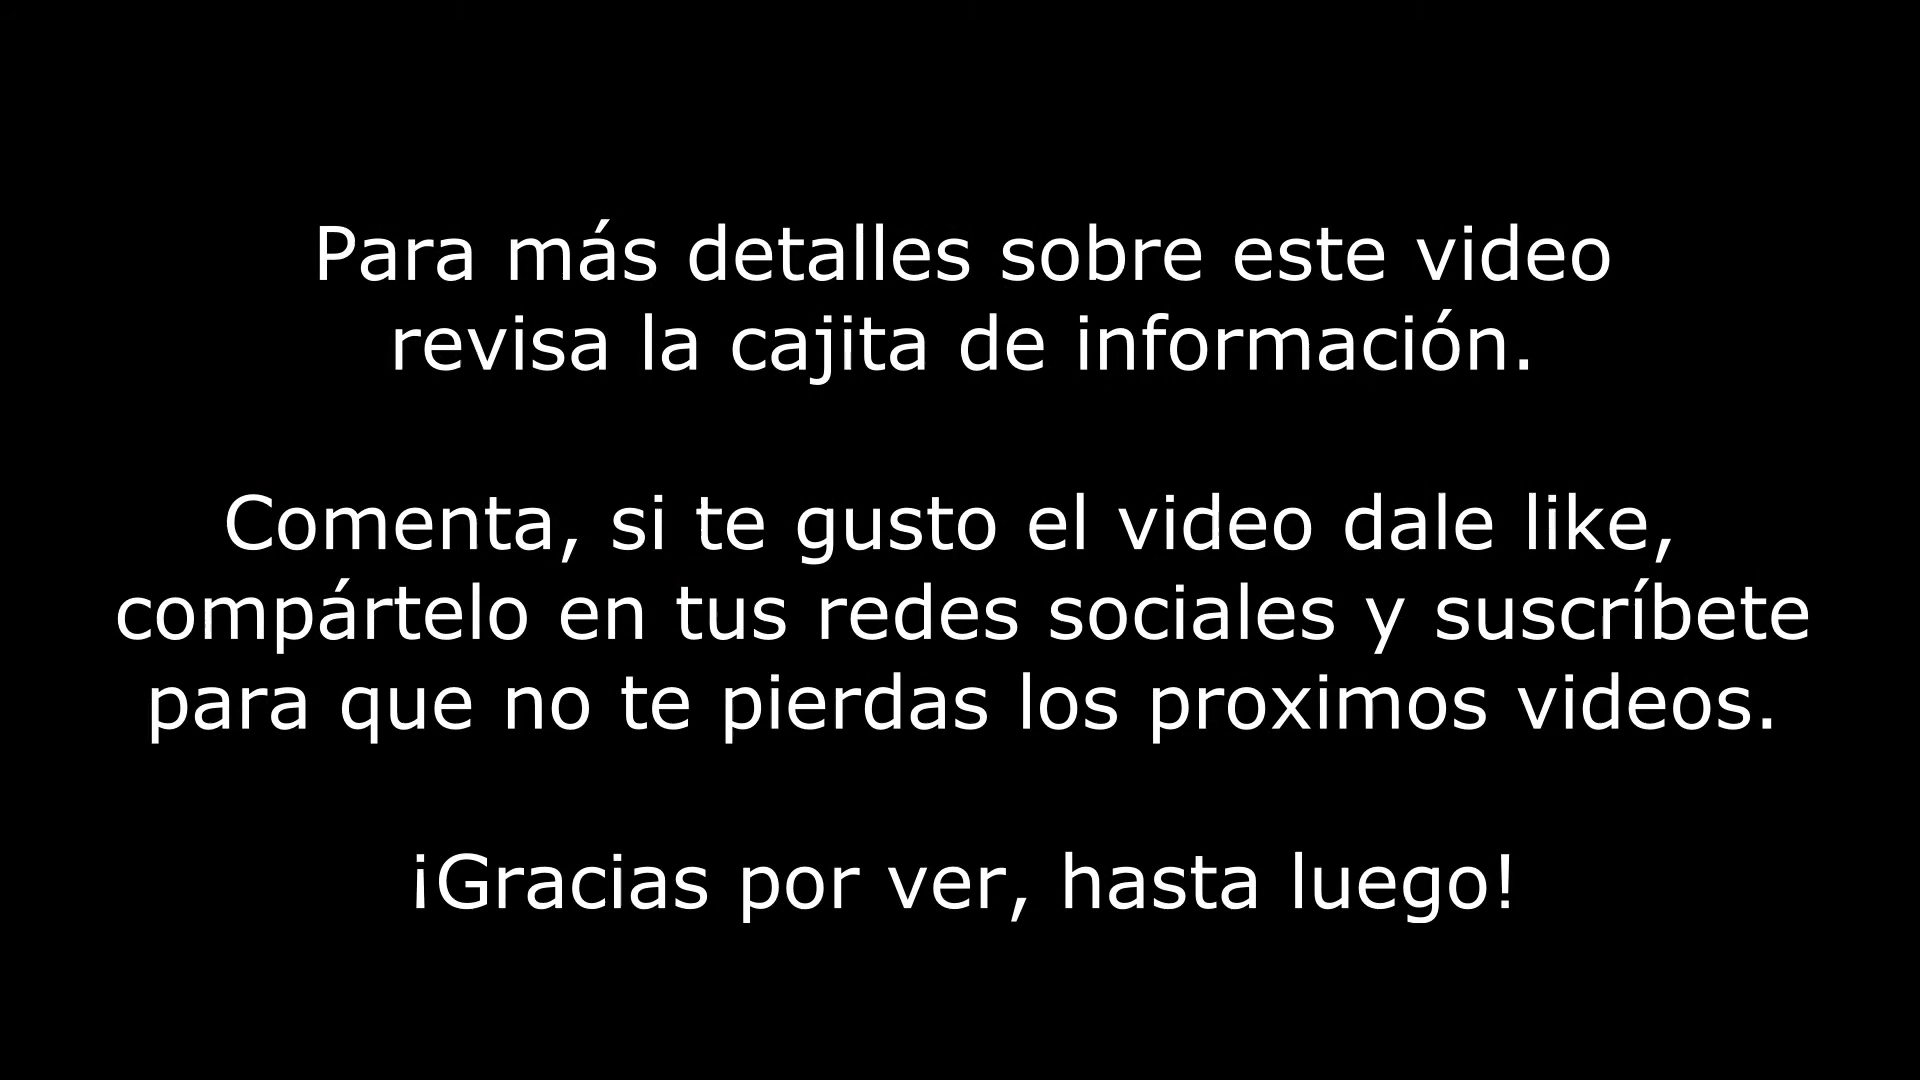 Para más detalles sobre este video
revisa la cajita de información.
Comenta, si te gusto el video dale like,
compártelo en tus redes sociales y suscríbete
para que no te pierdas los proximos videos.
¡Gracias por ver, hasta luego!